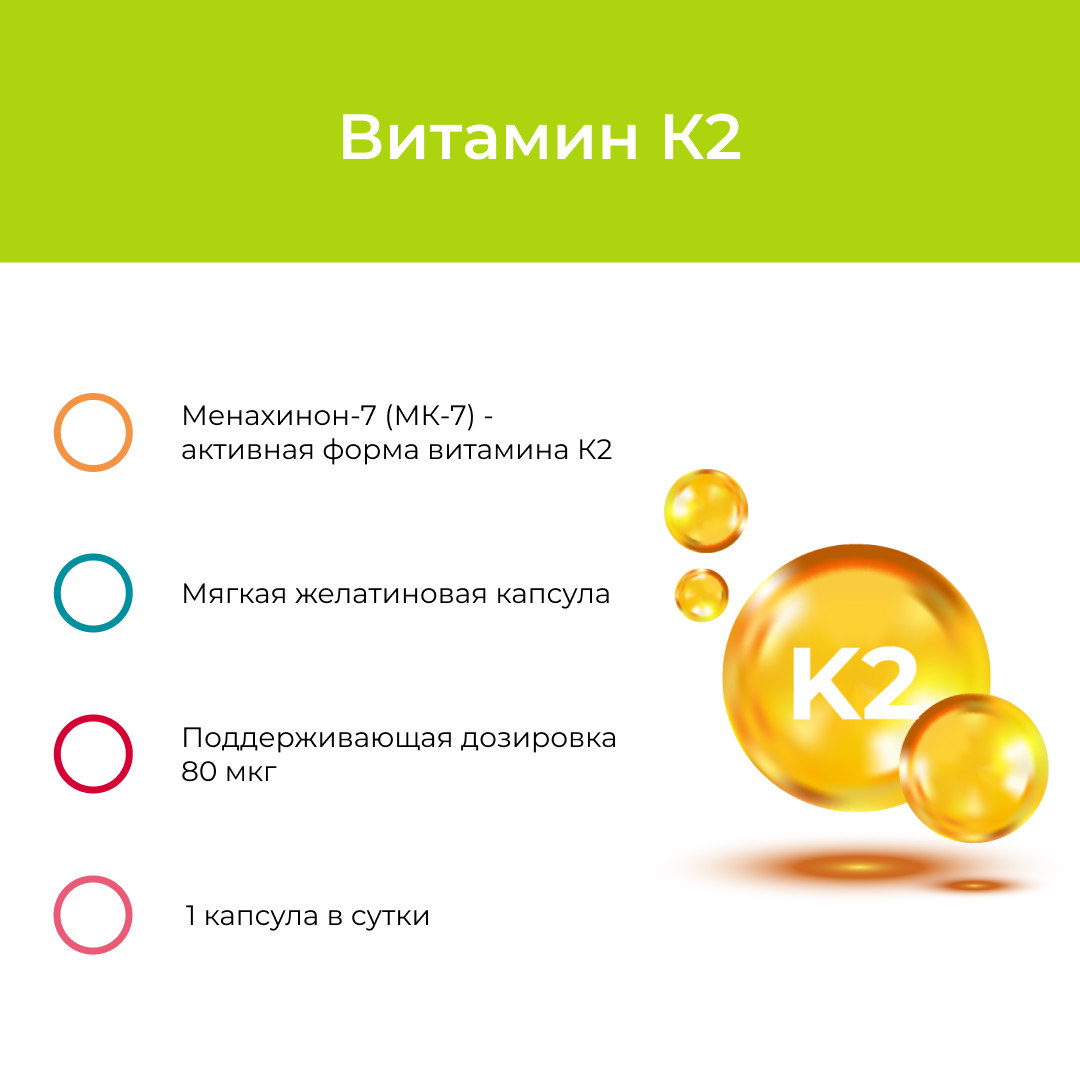 Витамин К2
Менахинон-7 (МК-7) -
активная форма витамина К2
Мягкая желатиновая капсула
К2
Поддерживающая дозировка
80 мкг
1 капсула в сутки